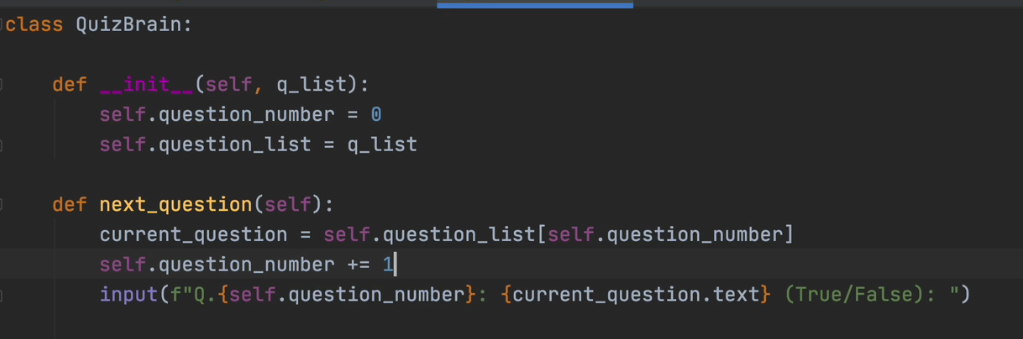 class QuizBrain:
def __init__(self, q_list):
self.question_number = 0
self.question_list = q_list
def next_question(self):
current_question = self.question_list[self.question_number]
self.question_number += 1
input(f"Q.{self.question_number}: {current_question.text} (True/False): ")